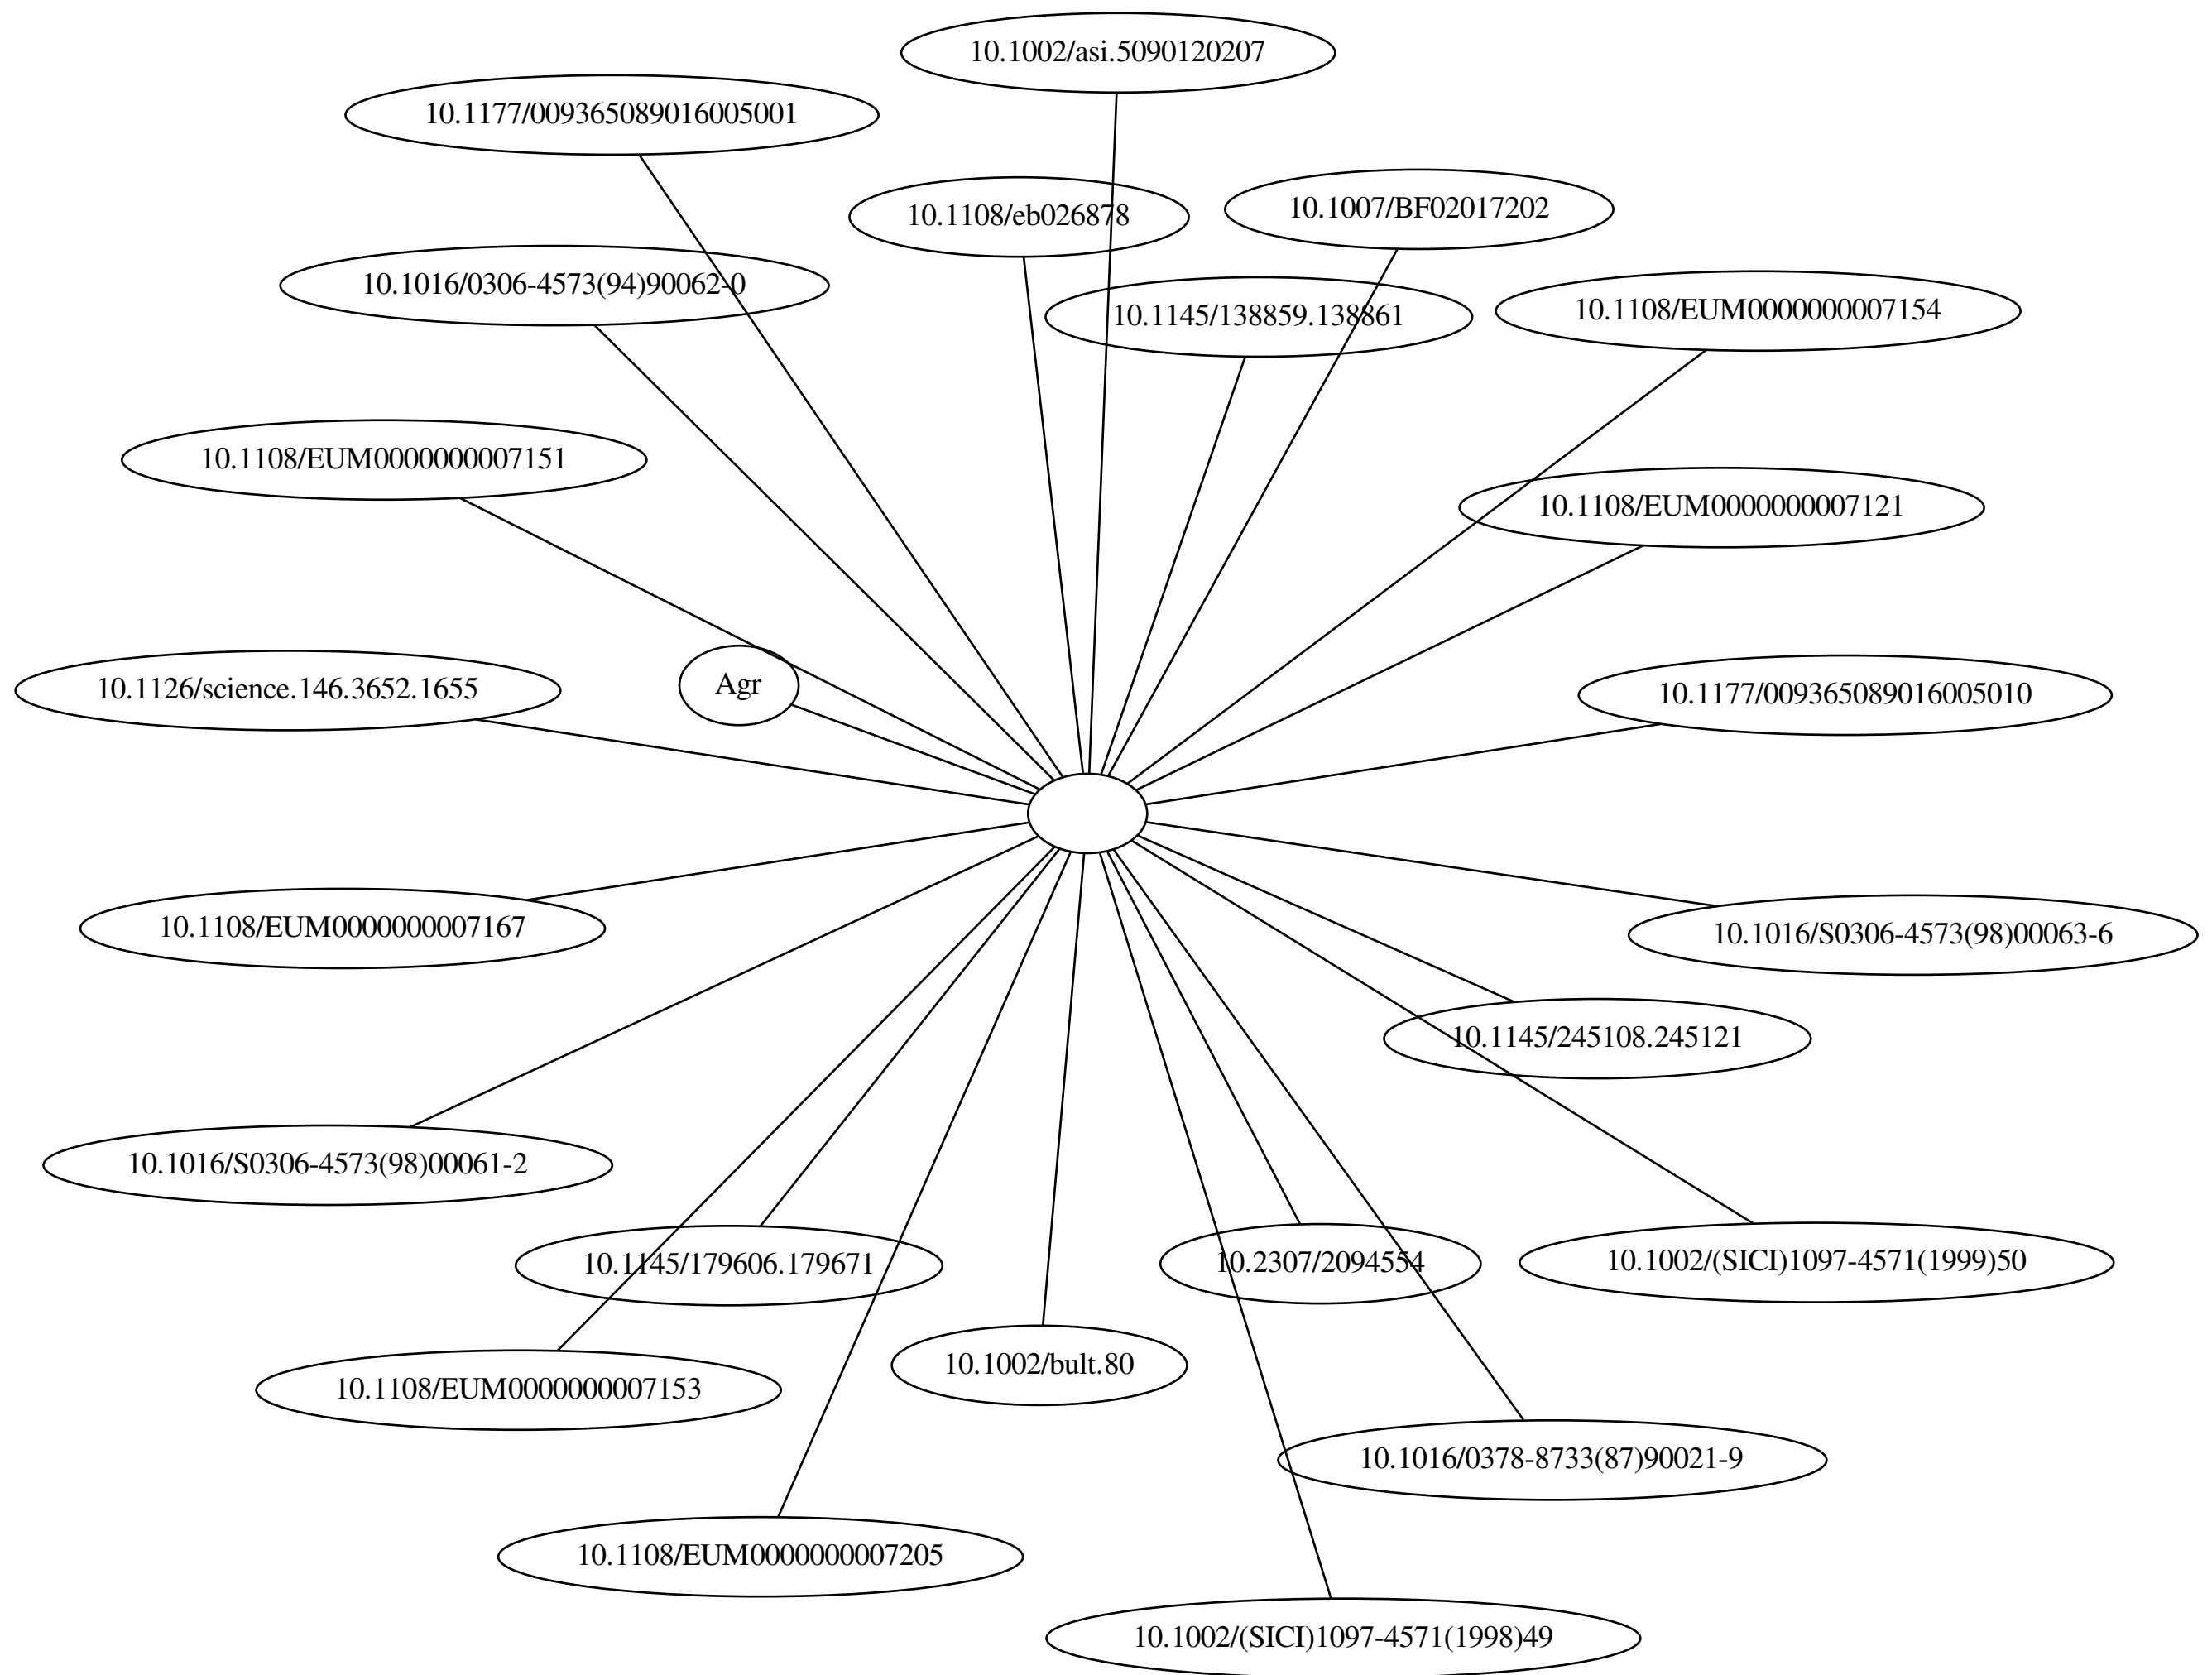 10.1002/asi.5090120207
10.1177/009365089016005001
10.1108/eb026878
10.1007/BF02017202
10.1016/0306-4573(94)90062-0
10.1145/138859.138861
10.1108/EUM0000000007154
10.1108/EUM0000000007151
10.1108/EUM0000000007121
10.1126/science.146.3652.1655
Agr
10.1177/009365089016005010
10.1108/EUM0000000007167
10.1016/S0306-4573(98)00063-6
10.1145/245108.245121
10.1016/S0306-4573(98)00061-2
10.1145/179606.179671
10.2307/2094554
10.1002/(SICI)1097-4571(1999)50
10.1108/EUM0000000007153
10.1002/bult.80
10.1016/0378-8733(87)90021-9
10.1108/EUM0000000007205
10.1002/(SICI)1097-4571(1998)49